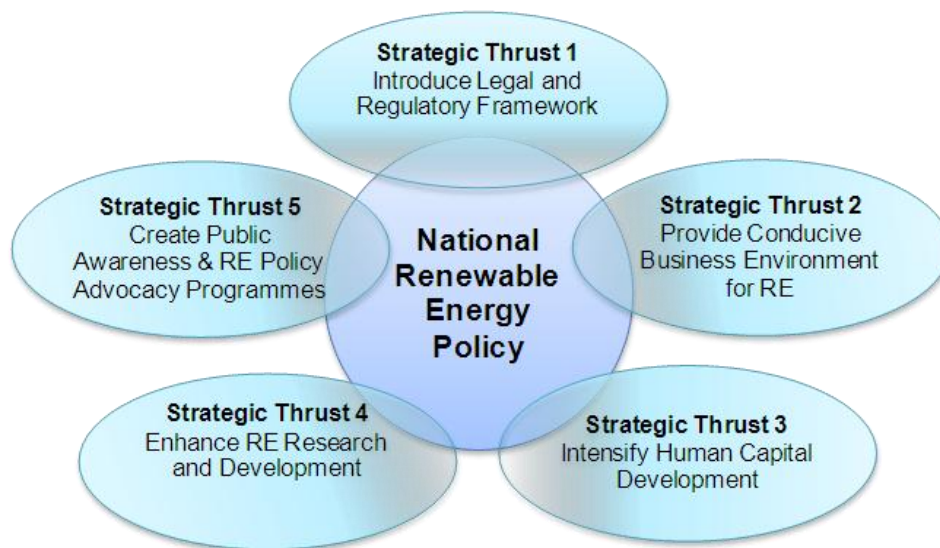 Strategic Thrust 1
Introduce Legal and
Regulatory Framework
Strategic Thrust 2
Provide Conducive
Business Environment
for RE
Strategic Thrust 3
Intensify Human Capital
Development
Strategic Thrust 4
Enhance RE Research
and Development
Strategic Thrust 5
Create Public
Awareness & RE Policy
Advocacy Programmes
National
Renewable
Energy
Policy